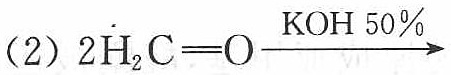 (2) 2H₂C=O —KOH 50%→